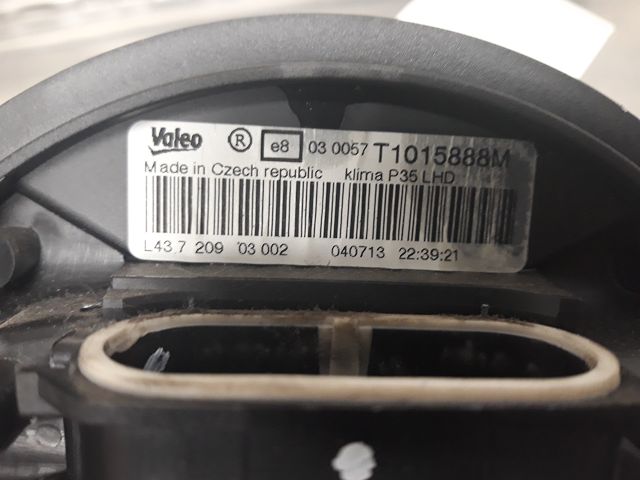 Valeo ® e8 03 0057 T1015888M
Made in Czech republic klima P35 LHD
L43.7 209 03 002 040713 22:39:21